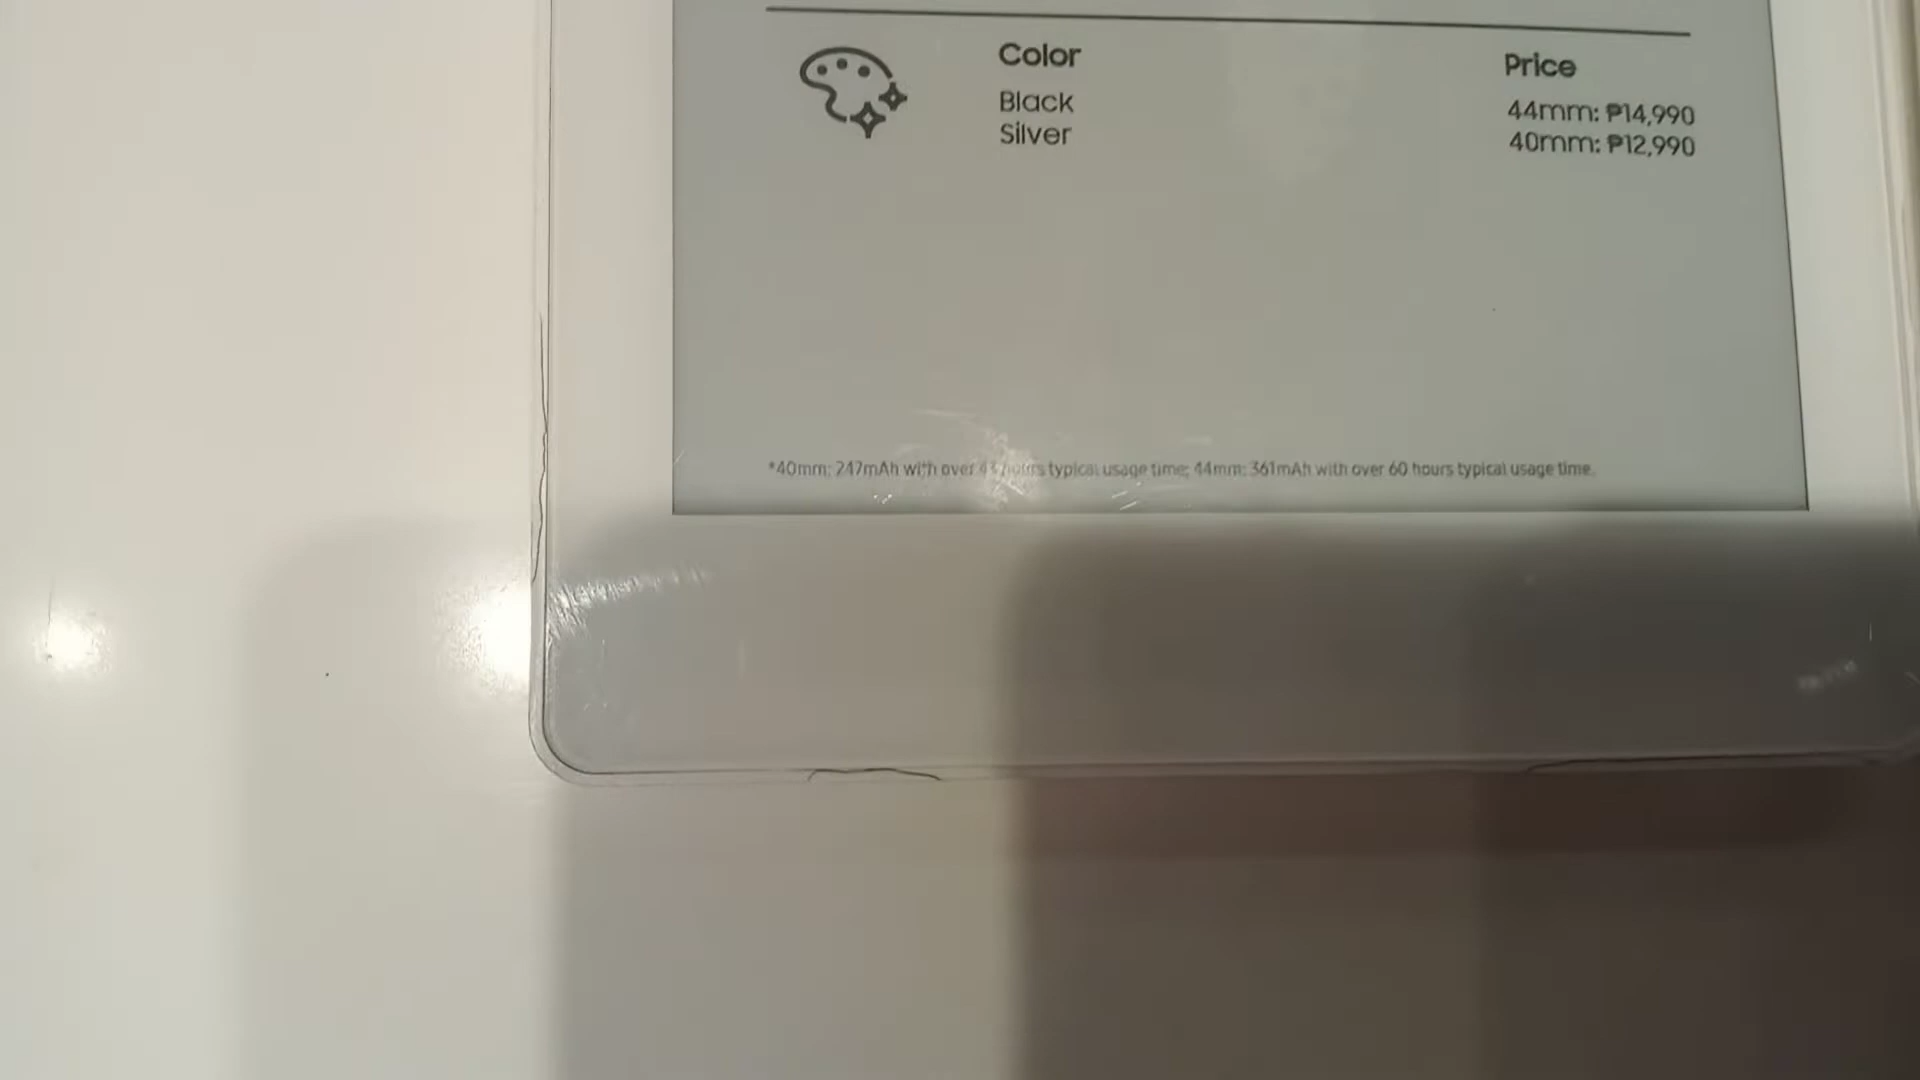 Color
Black
Silver
Price
44mm: ₱14,990
40mm: ₱12,990
*40mm: 247mAh with over hours typical usage time; 44mm: 361mAh with over 60 hours typical usage time.